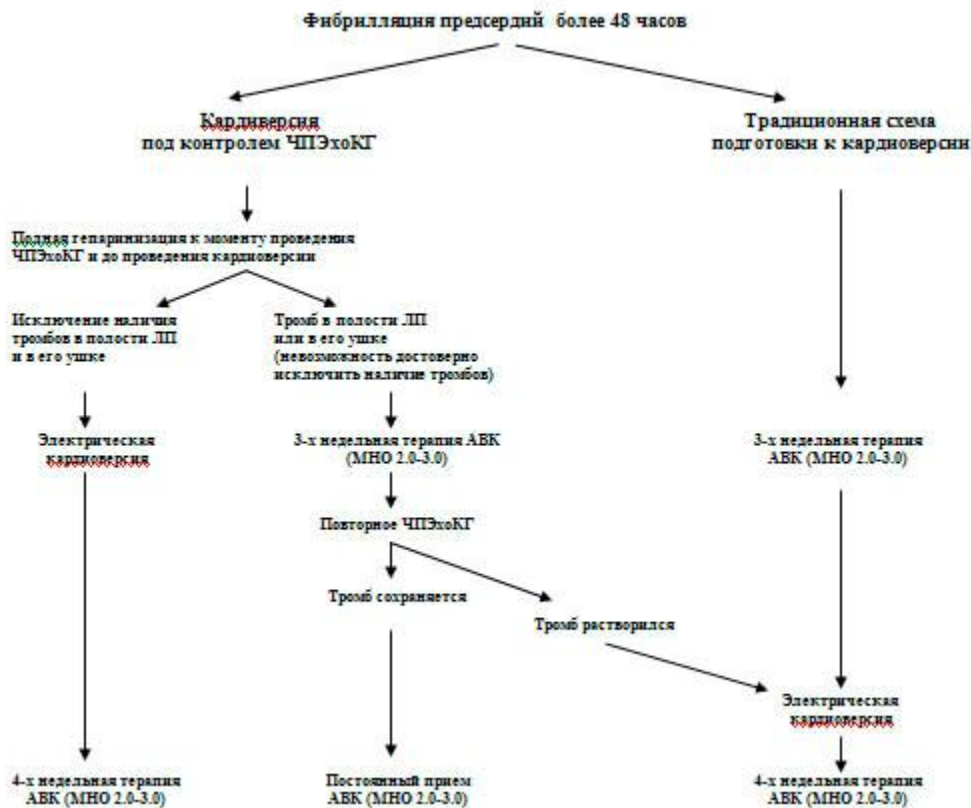 Фибрилляция предсердий более 48 часов
Кардиверсия
под контролем ЧПЭхоКГ
Традиционная схема
подготовки к кардиоверсии
Полная гепаринизация к моменту проведения
ЧПЭхоКГ и до проведения кардиоверсии
Исключение наличия
тромбов в полости ЛП
и в его ушке
Тромб в полости ЛП
или в его ушке
(невозможность достоверно
исключить наличие тромбов)
Электрическая
кардиоверсия
3-х недельная терапия АВК
(МНО 2.0-3.0)
3-х недельная терапия
АВК (МНО 2.0-3.0)
Повторное ЧПЭхоКГ
Тромб сохраняется
Тромб растворился
Электрическая
кардиоверсия
4-х недельная терапия
АВК (МНО 2.0-3.0)
Постоянный прием
АВК (МНО 2.0-3.0)
4-х недельная терапия
АВК (МНО 2.0-3.0)